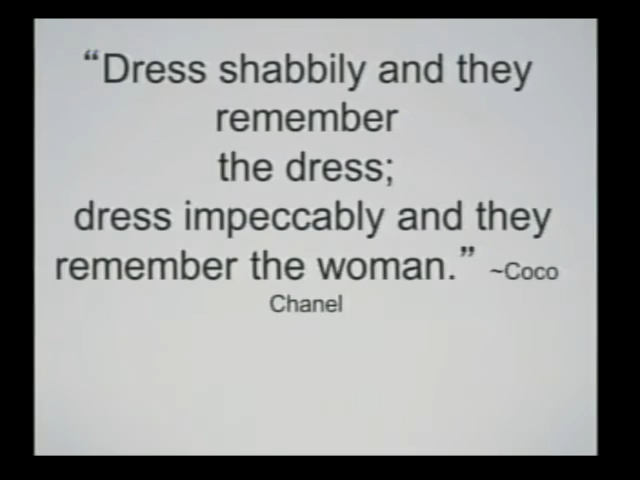 “Dress shabbily and they
remember
the dress;
dress impeccably and they
remember the woman.” ~Coco
Chanel